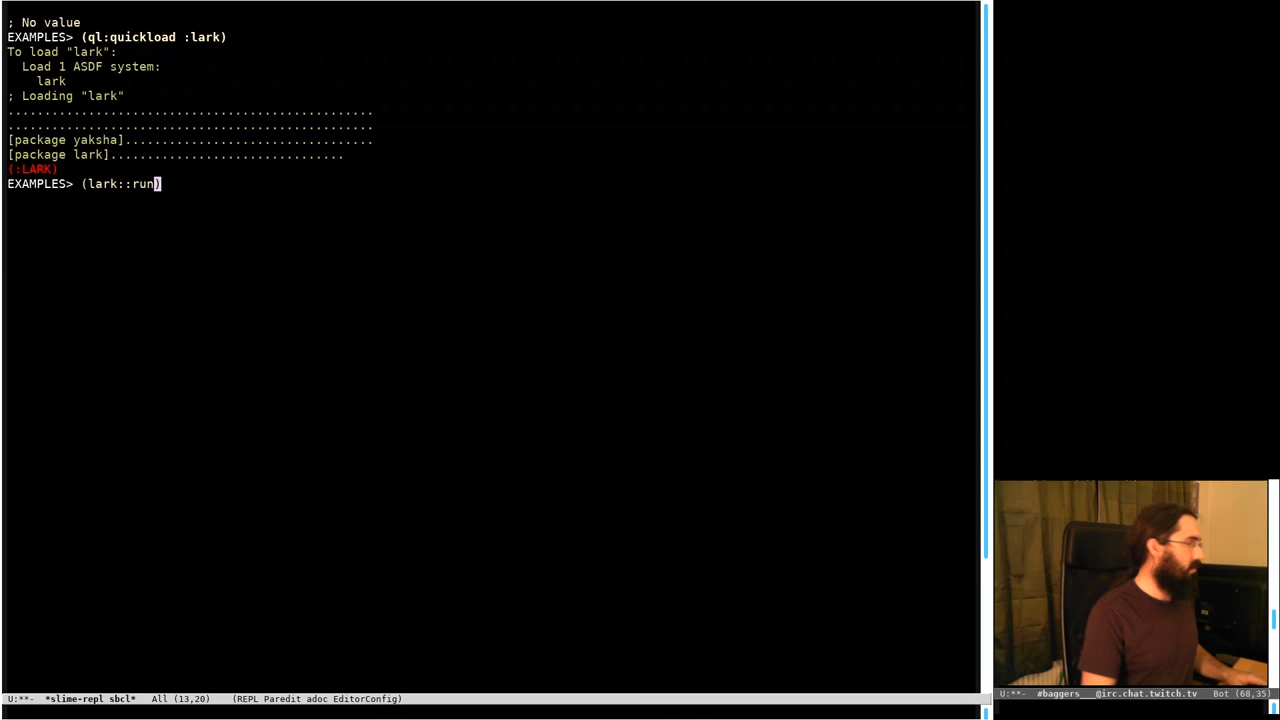 ; No value
EXAMPLES> (ql:quickload :lark)
To load "lark":
  Load 1 ASDF system:
    lark
; Loading "lark"
..................................................
..................................................
[package yaksha]..................................
[package lark]................................
(:LARK)
EXAMPLES> (lark::run)
U:**-  *slime-repl sbcl*   All (13,20)   (REPL Paredit adoc EditorConfig)
U:**-  #baggers___@irc.chat.twitch.tv   Bot (68,35)